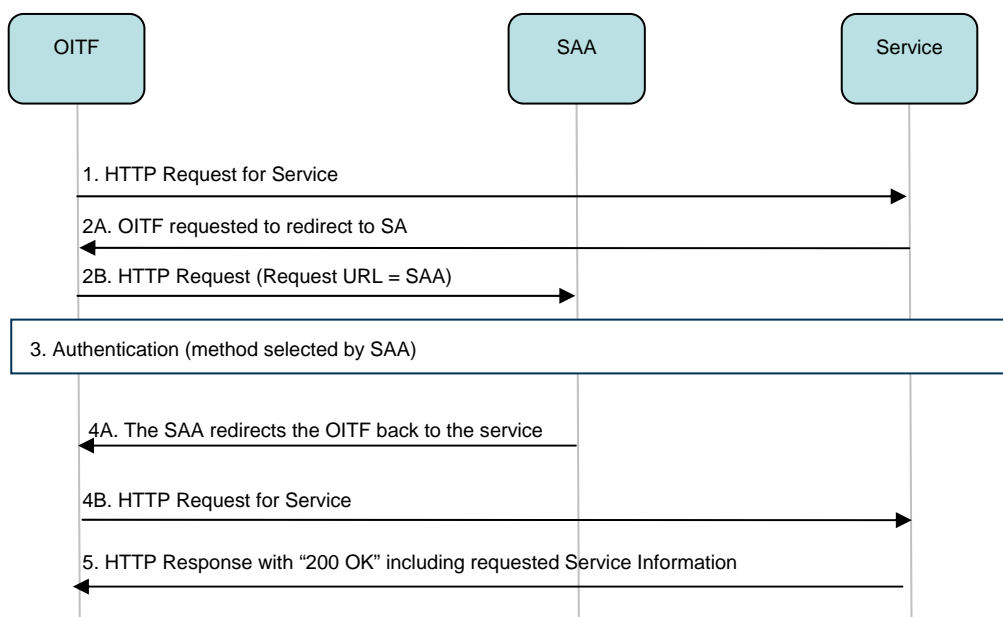 OITF
SAA
Service
1. HTTP Request for Service
2A. OITF requested to redirect to SA
2B. HTTP Request (Request URL = SAA)
3. Authentication (method selected by SAA)
4A. The SAA redirects the OITF back to the service
4B. HTTP Request for Service
5. HTTP Response with “200 OK” including requested Service Information